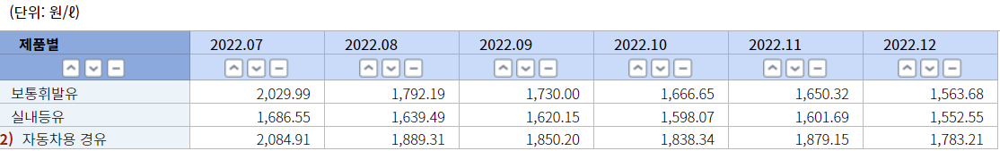 (단위: 원/ℓ)
제품별 2022.07 2022.08 2022.09 2022.10 2022.11 2022.12
보통휘발유 2,029.99 1,792.19 1,730.00 1,666.65 1,650.32 1,563.68
실내등유 1,686.55 1,639.49 1,620.15 1,598.07 1,601.69 1,552.55
2) 자동차용 경유 2,084.91 1,889.31 1,850.20 1,838.34 1,879.15 1,783.21